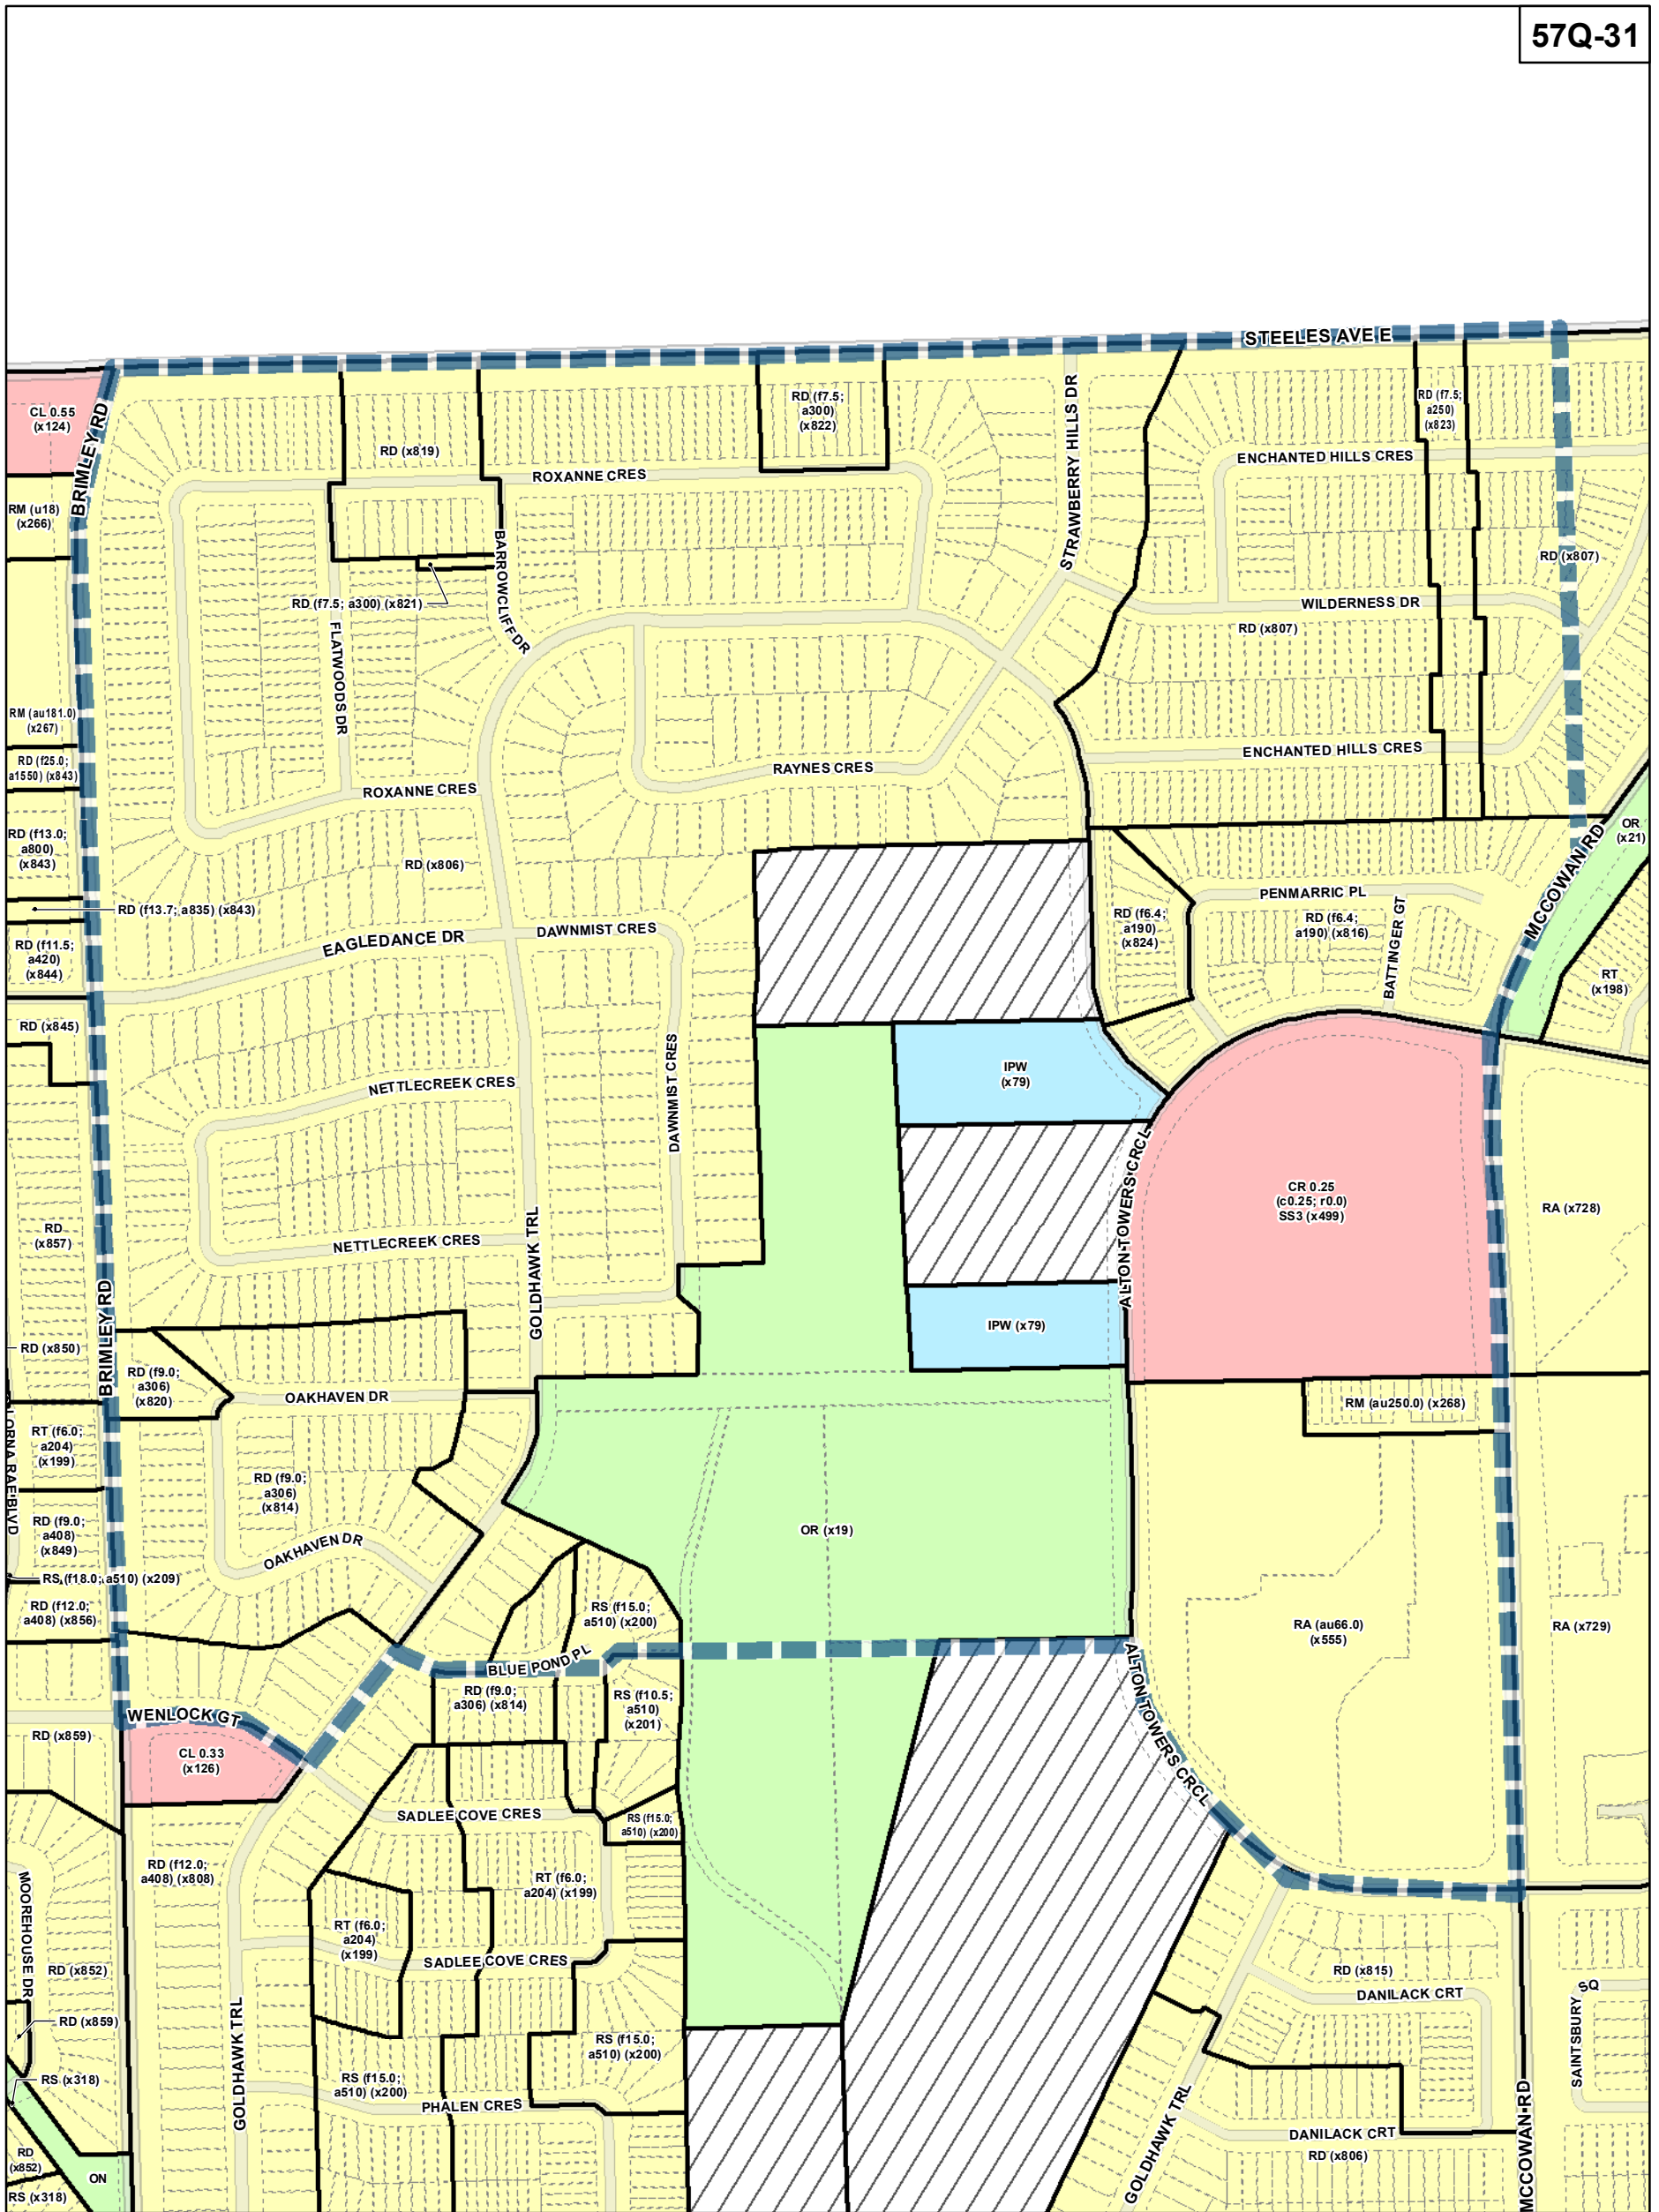 57Q-31
STEELES AVE E
CL 0.55
(x124)
BRIMLEY RD
RD (x819)
RD (f7.5;
a300)
(x822)
STRAWBERRY HILLS DR
RD (f7.5;
a250)
(x823)
ENCHANTED HILLS CRES
ROXANNE CRES
RM (u18)
(x266)
BARROWCLIFF DR
RD (x807)
RD (f7.5; a300) (x821)
WILDERNESS DR
RD (x807)
FLATWOODS DR
RM (au181.0)
(x267)
RD (f25.0;
a1550) (x843)
ENCHANTED HILLS CRES
RAYNES CRES
ROXANNE CRES
RD (f13.0;
a800)
(x843)
RD (x806)
OR
(x21)
MCCOWAN RD
PENMARRIC PL
RD (f13.7; a835) (x843)
RD (f6.4;
a190)
(x824)
RD (f6.4;
a190) (x816)
BATTINGER GT
DAWNMIST CRES
EAGLEDANCE DR
RD (f11.5;
a420)
(x844)
RT
(x198)
RD (x845)
DAWNMIST CRES
IPW
(x79)
NETTLECREEK CRES
ALTON TOWERS CRCL
CR 0.25
(c0.25; r0.0)
SS3 (x499)
RA (x728)
RD
(x857)
NETTLECREEK CRES
GOLDHAWK TRL
IPW (x79)
BRIMLEY RD
RD (x850)
RD (f9.0;
a306)
(x820)
OAKHAVEN DR
RM (au250.0) (x268)
LORNA RAE BLVD
RT (f6.0;
a204)
(x199)
RD (f9.0;
a306)
(x814)
RD (f9.0;
a408)
(x849)
OR (x19)
OAKHAVEN DR
RS (f18.0; a510) (x209)
RD (f12.0;
a408) (x856)
RS (f15.0;
a510) (x200)
RA (au66.0)
(x555)
RA (x729)
BLUE POND PL
RD (f9.0;
a306) (x814)
RS (f10.5;
a510)
(x201)
ALTON TOWERS CRCL
WENLOCK GT
RD (x859)
CL 0.33
(x126)
SADLEE COVE CRES
RS (f15.0;
a510) (x200)
RD (f12.0;
a408) (x808)
RT (f6.0;
a204) (x199)
MOOREHOUSE DR
RT (f6.0;
a204)
(x199)
SADLEE COVE CRES
RD (x852)
RD (x815)
DANILACK CRT
SAINTSBURY SQ
RD (x859)
GOLDHAWK TRL
RS (f15.0;
a510) (x200)
RS (x318)
RS (f15.0;
a510) (x200)
PHALEN CRES
GOLDHAWK TRL
MCCOWAN RD
DANILACK CRT
RD
(x852)
ON
RD (x806)
RS (x318)